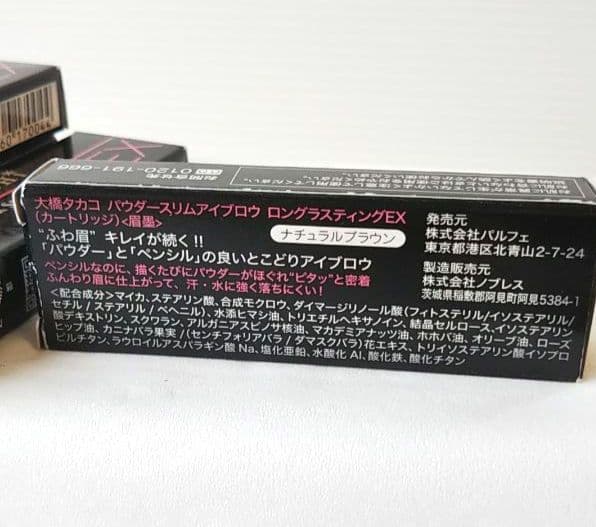 60170044
お問合せ先 0120-191-666
大橋タカコ パウダースリムアイブロウ ロングラスティングEX
(カートリッジ)<眉墨>
ナチュラルブラウン
“ふわ眉” キレイが続く!!
「パウダー」と「ペンシル」の良いとこどりアイブロウ
ペンシルなのに、描くたびにパウダーがほぐれ“ピタッ”と密着
ふんわり眉に仕上がって、汗・水に強く落ちにくい!
<配合成分>マイカ、ステアリン酸、合成モクロウ、ダイマージリノール酸(フィトステリル/イソステアリル/
セチル/ステアリル/ベヘニル)、水添ヒマシ油、トリエチルヘキサノイン、結晶セルロース、イソステアリン
酸デキストリン、スクワラン、アルガニアスピノサ核油、マカデミアナッツ油、ホホバ油、オリーブ油、ローズ
ヒップ油、カニナバラ果実/(センチフォリアバラ/ダマスクバラ)花エキス、トリイソステアリン酸イソプロ
ピルチタン、ラウロイルアスパラギン酸Na、塩化亜鉛、水酸化Al、酸化鉄、酸化チタン
発売元
株式会社パルフェ
東京都港区北青山2-7-24
製造販売元
株式会社ノブレス
茨城県稲敷郡阿見町阿見5384-1